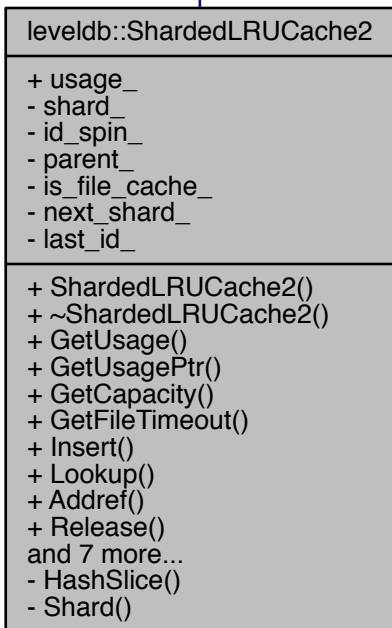 leveldb::ShardedLRUCache2
+ usage_
- shard_
- id_spin_
- parent_
- is_file_cache_
- next_shard_
- last_id_
+ ShardedLRUCache2()
+ ~ShardedLRUCache2()
+ GetUsage()
+ GetUsagePtr()
+ GetCapacity()
+ GetFileTimeout()
+ Insert()
+ Lookup()
+ Addref()
+ Release()
and 7 more...
- HashSlice()
- Shard()